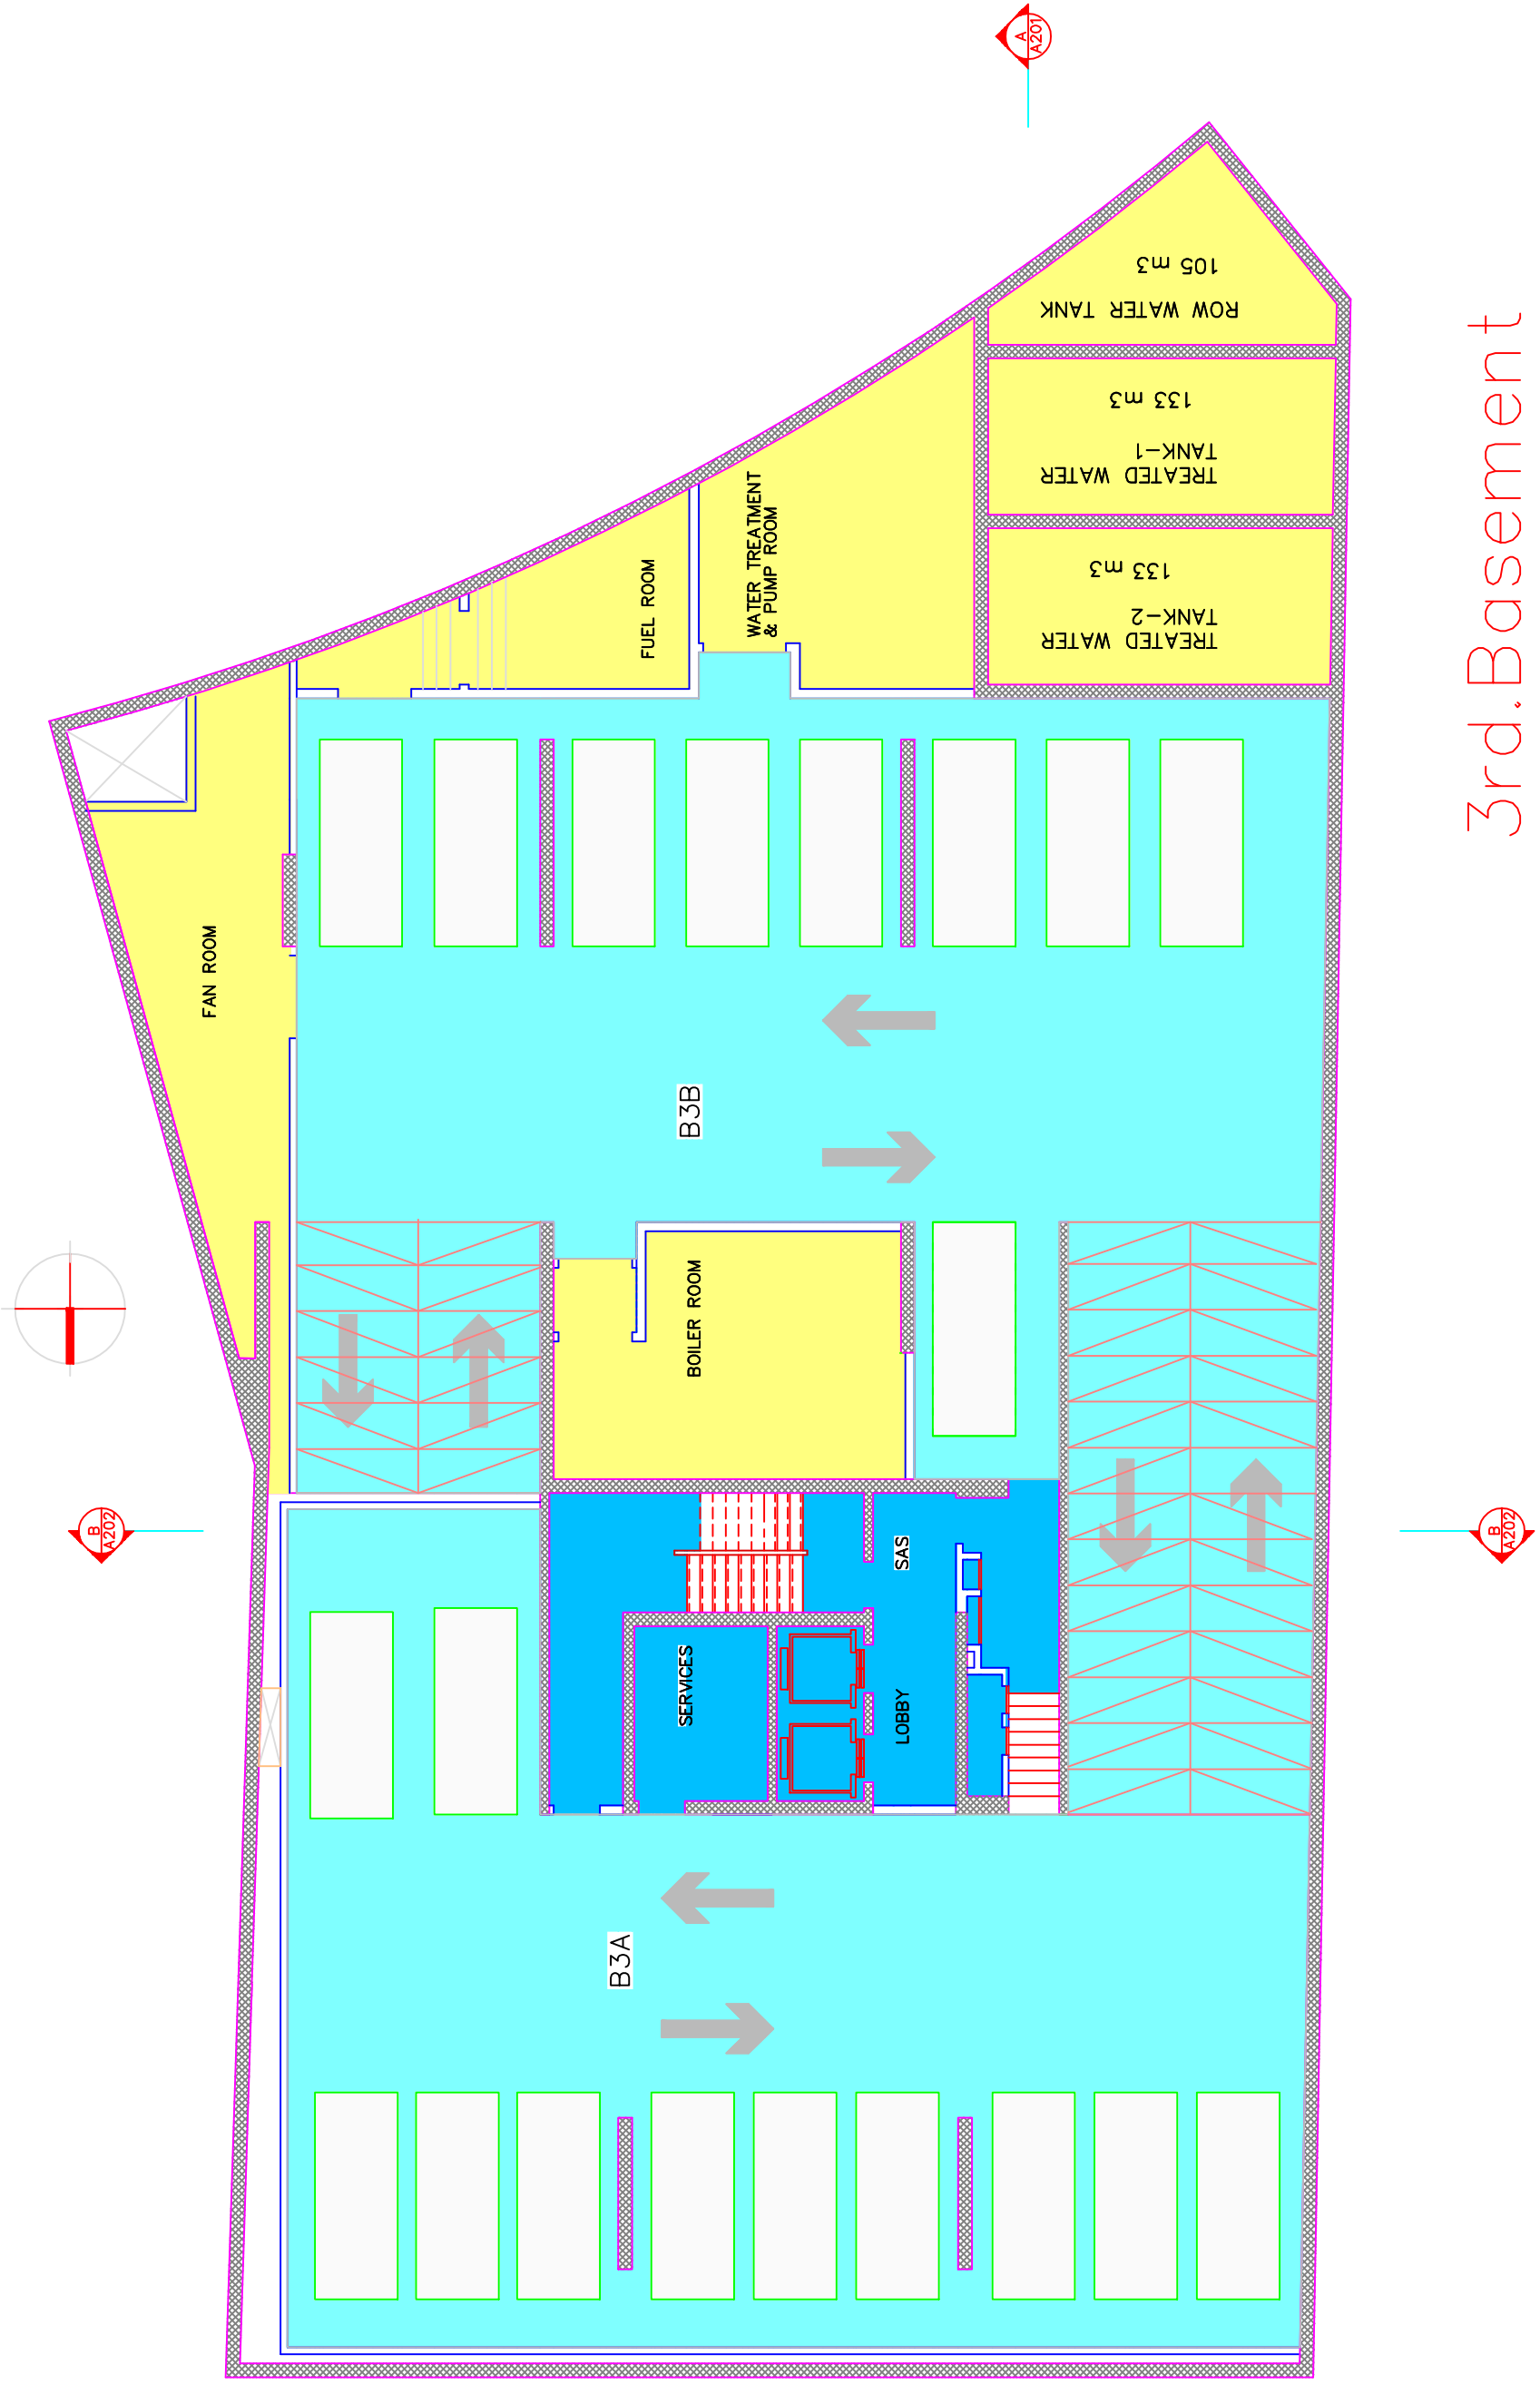 A
A201
105 m3
ROW WATER TANK
133 m3
TREATED WATER
TANK-1
133 m3
TREATED WATER
TANK-2
WATER TREATMENT
& PUMP ROOM
FUEL ROOM
FAN ROOM
B3B
BOILER ROOM
B
A202
B
A202
SAS
SERVICES
LOBBY
B3A
3rd.Basement